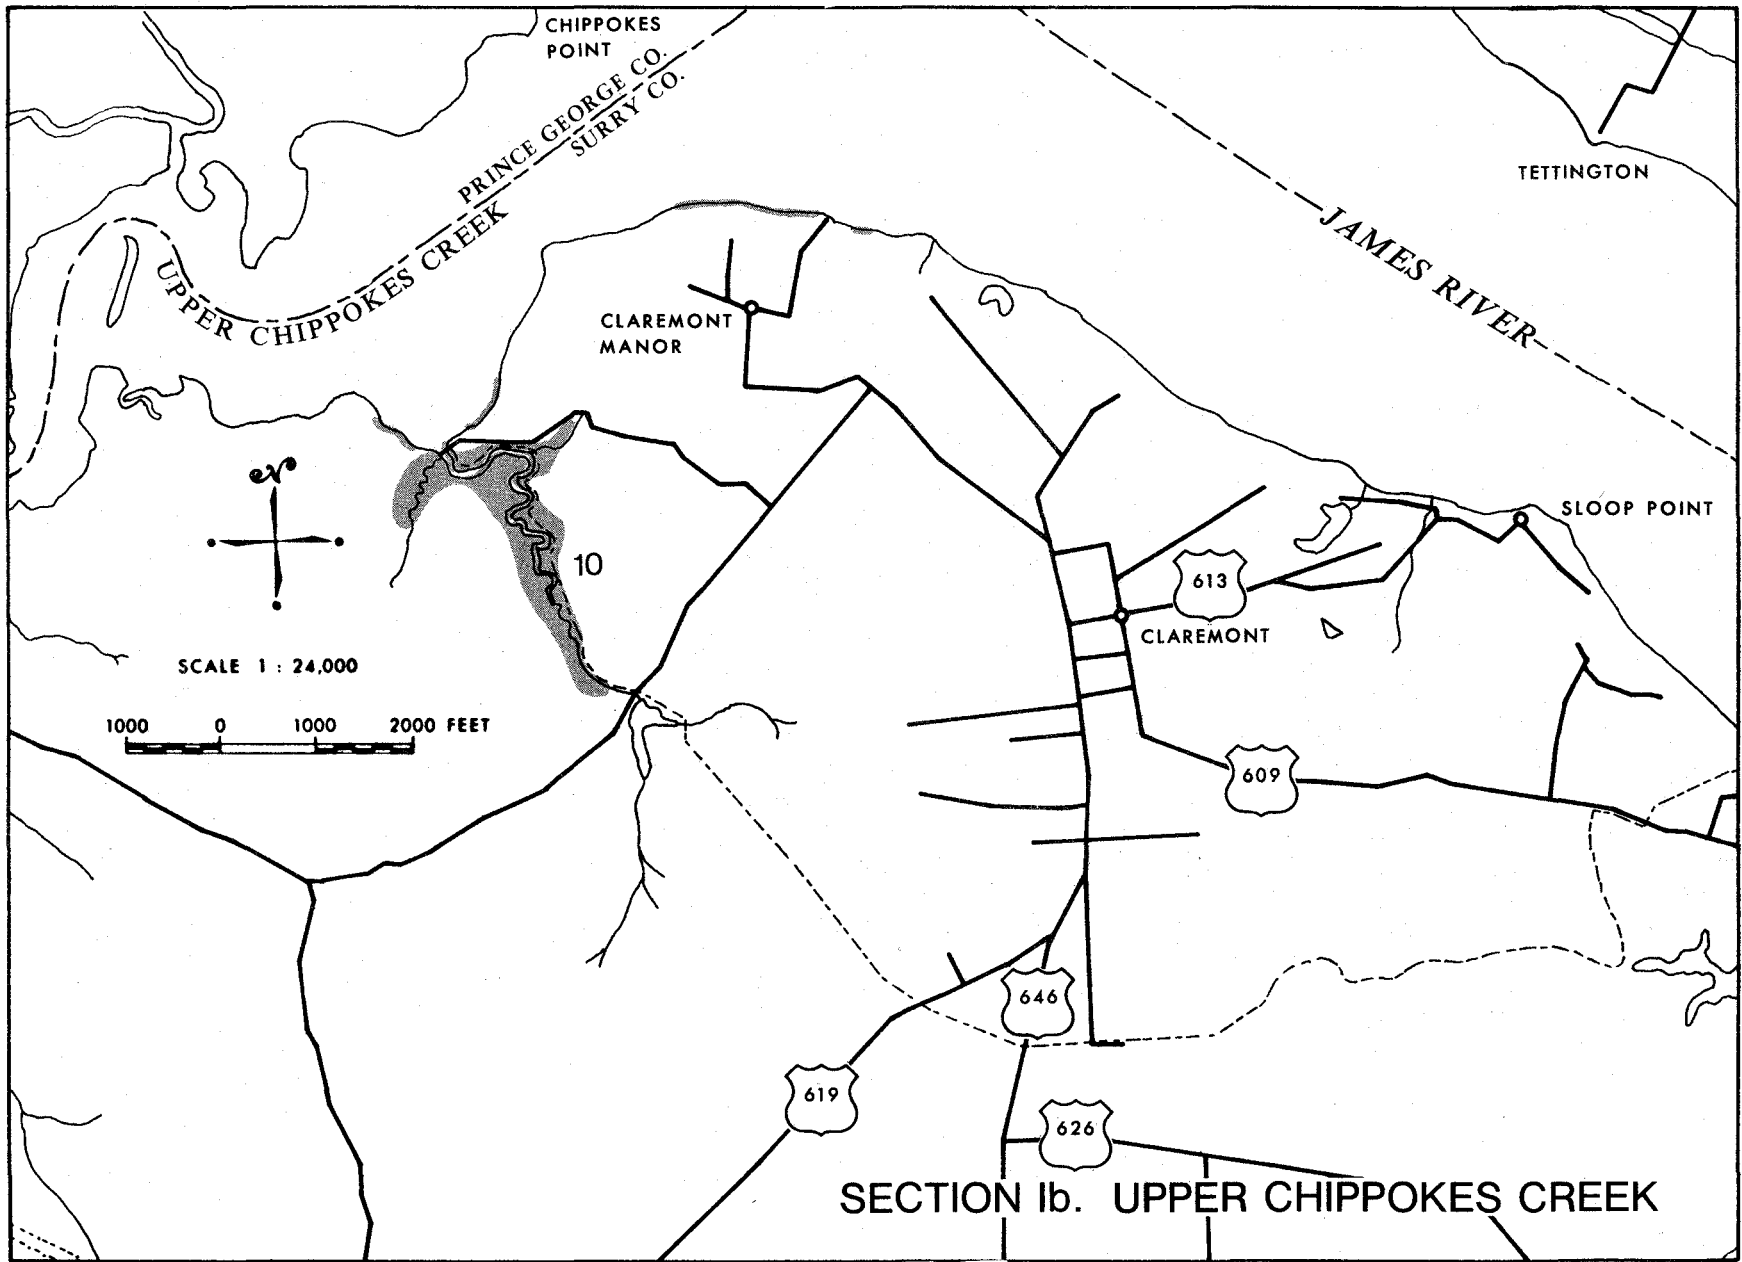 CHIPPOKES
POINT
PRINCE GEORGE CO.
SURRY CO.
TETTINGTON
JAMES RIVER
UPPER CHIPPOKES CREEK
CLAREMONT
MANOR
N
SLOOP POINT
10
613
CLAREMONT
SCALE 1 : 24,000
1000 0 1000 2000 FEET
609
646
619
626
SECTION Ib. UPPER CHIPPOKES CREEK